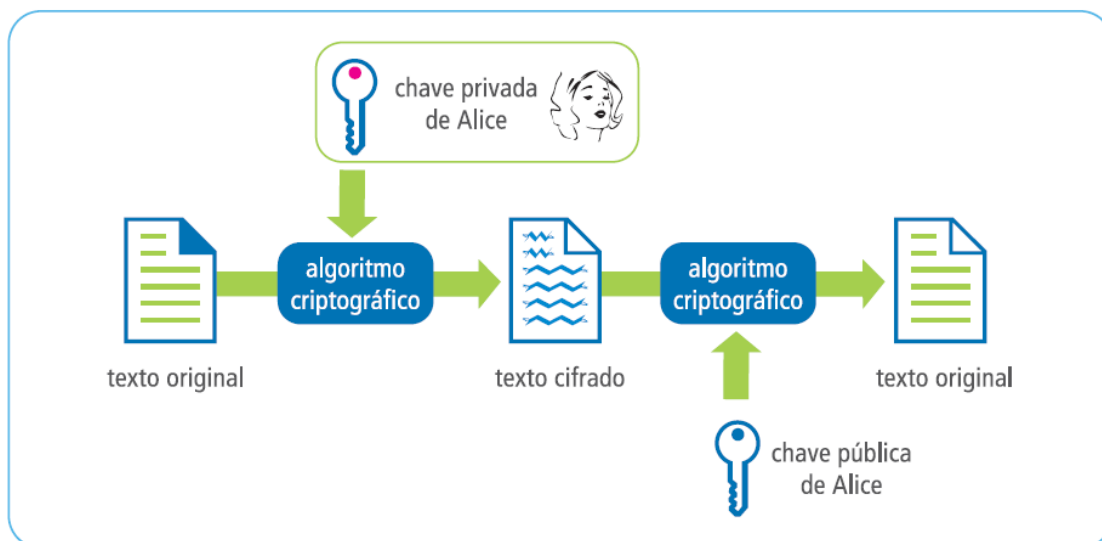 chave privada
de Alice
algoritmo
criptográfico
algoritmo
criptográfico
texto original
texto cifrado
texto original
chave pública
de Alice